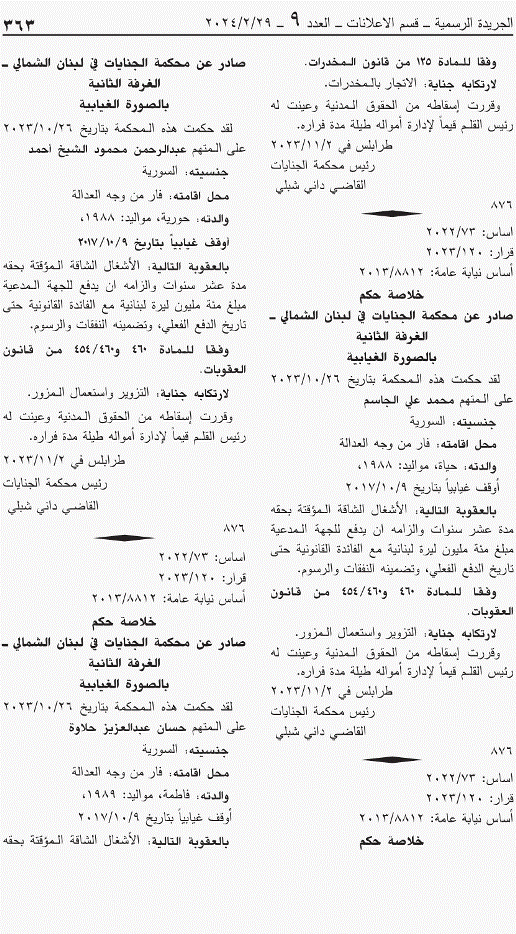 الجريدة الرسمية ــ قسم الاعلانات ــ العدد ٩ ــ ٢٠٢٤/٢/٢٩
٣٦٣
وفقا للمادة ١٢٥ من قانون المخدرات.
لارتكابه جناية: الاتجار بالمخدرات.
وقررت إسقاطه من الحقوق المدنية وعينت له
رئيس القلم قيماً لإدارة أمواله طيلة مدة فراره.
طرابلس في ٢٠٢٣/١١/٢
رئيس محكمة الجنايات
القاضي داني شبلي
٨٧٦
اساس: ٢٠٢٢/٧٣
قرار: ٢٠٢٣/١٢٠
أساس نيابة عامة: ٢٠١٣/٨٨١٢
خلاصة حكم
صادر عن محكمة الجنايات في لبنان الشمالي ــ
الغرفة الثانية
بالصورة الغيابية
لقد حكمت هذه المحكمة بتاريخ ٢٠٢٣/١٠/٢٦
على المتهم محمد علي الجاسم
جنسيته: السورية
محل اقامته: فار من وجه العدالة
والدته: حياة، مواليد: ١٩٨٨،
أوقف غيابياً بتاريخ ٢٠١٧/١٠/٩
بالعقوبة التالية: الأشغال الشاقة المؤقتة بحقه
مدة عشر سنوات والزامه ان يدفع للجهة المدعية
مبلغ مئة مليون ليرة لبنانية مع الفائدة القانونية حتى
تاريخ الدفع الفعلي، وتضمينه النفقات والرسوم.
وفقا للمادة ٤٦٠ و٤٥٤/٤٦٠ من قانون
العقوبات.
لارتكابه جناية: التزوير واستعمال المزور.
وقررت إسقاطه من الحقوق المدنية وعينت له
رئيس القلم قيماً لإدارة أمواله طيلة مدة فراره.
طرابلس في ٢٠٢٣/١١/٢
رئيس محكمة الجنايات
القاضي داني شبلي
٨٧٦
اساس: ٢٠٢٢/٧٣
قرار: ٢٠٢٣/١٢٠
أساس نيابة عامة: ٢٠١٣/٨٨١٢
خلاصة حكم
صادر عن محكمة الجنايات في لبنان الشمالي ــ
الغرفة الثانية
بالصورة الغيابية
لقد حكمت هذه المحكمة بتاريخ ٢٠٢٣/١٠/٢٦
على المتهم عبدالرحمن محمود الشيخ احمد
جنسيته: السورية
محل اقامته: فار من وجه العدالة
والدته: حورية، مواليد: ١٩٨٨،
أوقف غيابياً بتاريخ ٢٠١٧/١٠/٩
بالعقوبة التالية: الأشغال الشاقة المؤقتة بحقه
مدة عشر سنوات والزامه ان يدفع للجهة المدعية
مبلغ مئة مليون ليرة لبنانية مع الفائدة القانونية حتى
تاريخ الدفع الفعلي، وتضمينه النفقات والرسوم.
وفقا للمادة ٤٦٠ و٤٥٤/٤٦٠ من قانون
العقوبات.
لارتكابه جناية: التزوير واستعمال المزور.
وقررت إسقاطه من الحقوق المدنية وعينت له
رئيس القلم قيماً لإدارة أمواله طيلة مدة فراره.
طرابلس في ٢٠٢٣/١١/٢
رئيس محكمة الجنايات
القاضي داني شبلي
٨٧٦
اساس: ٢٠٢٢/٧٣
قرار: ٢٠٢٣/١٢٠
أساس نيابة عامة: ٢٠١٣/٨٨١٢
خلاصة حكم
صادر عن محكمة الجنايات في لبنان الشمالي ــ
الغرفة الثانية
بالصورة الغيابية
لقد حكمت هذه المحكمة بتاريخ ٢٠٢٣/١٠/٢٦
على المتهم حسان عبدالعزيز حلاوة
جنسيته: السورية
محل اقامته: فار من وجه العدالة
والدته: فاطمة، مواليد: ١٩٨٩،
أوقف غيابياً بتاريخ ٢٠١٧/١٠/٩
بالعقوبة التالية: الأشغال الشاقة المؤقتة بحقه